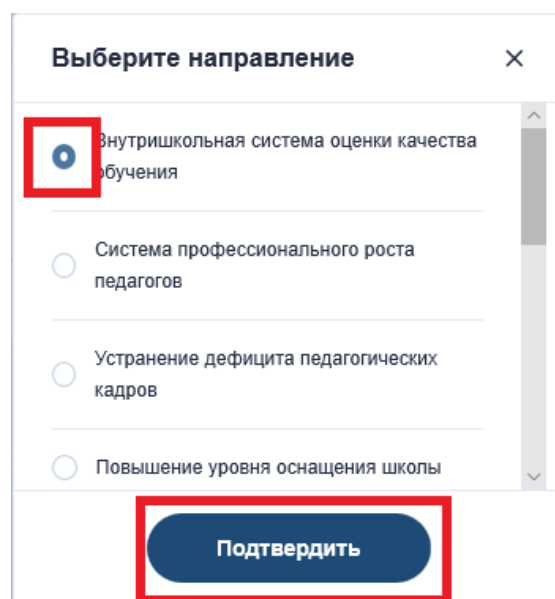 Выберите направление
Внутришкольная система оценки качества
обучения
Система профессионального роста
педагогов
Устранение дефицита педагогических
кадров
Повышение уровня оснащения школы
Подтвердить